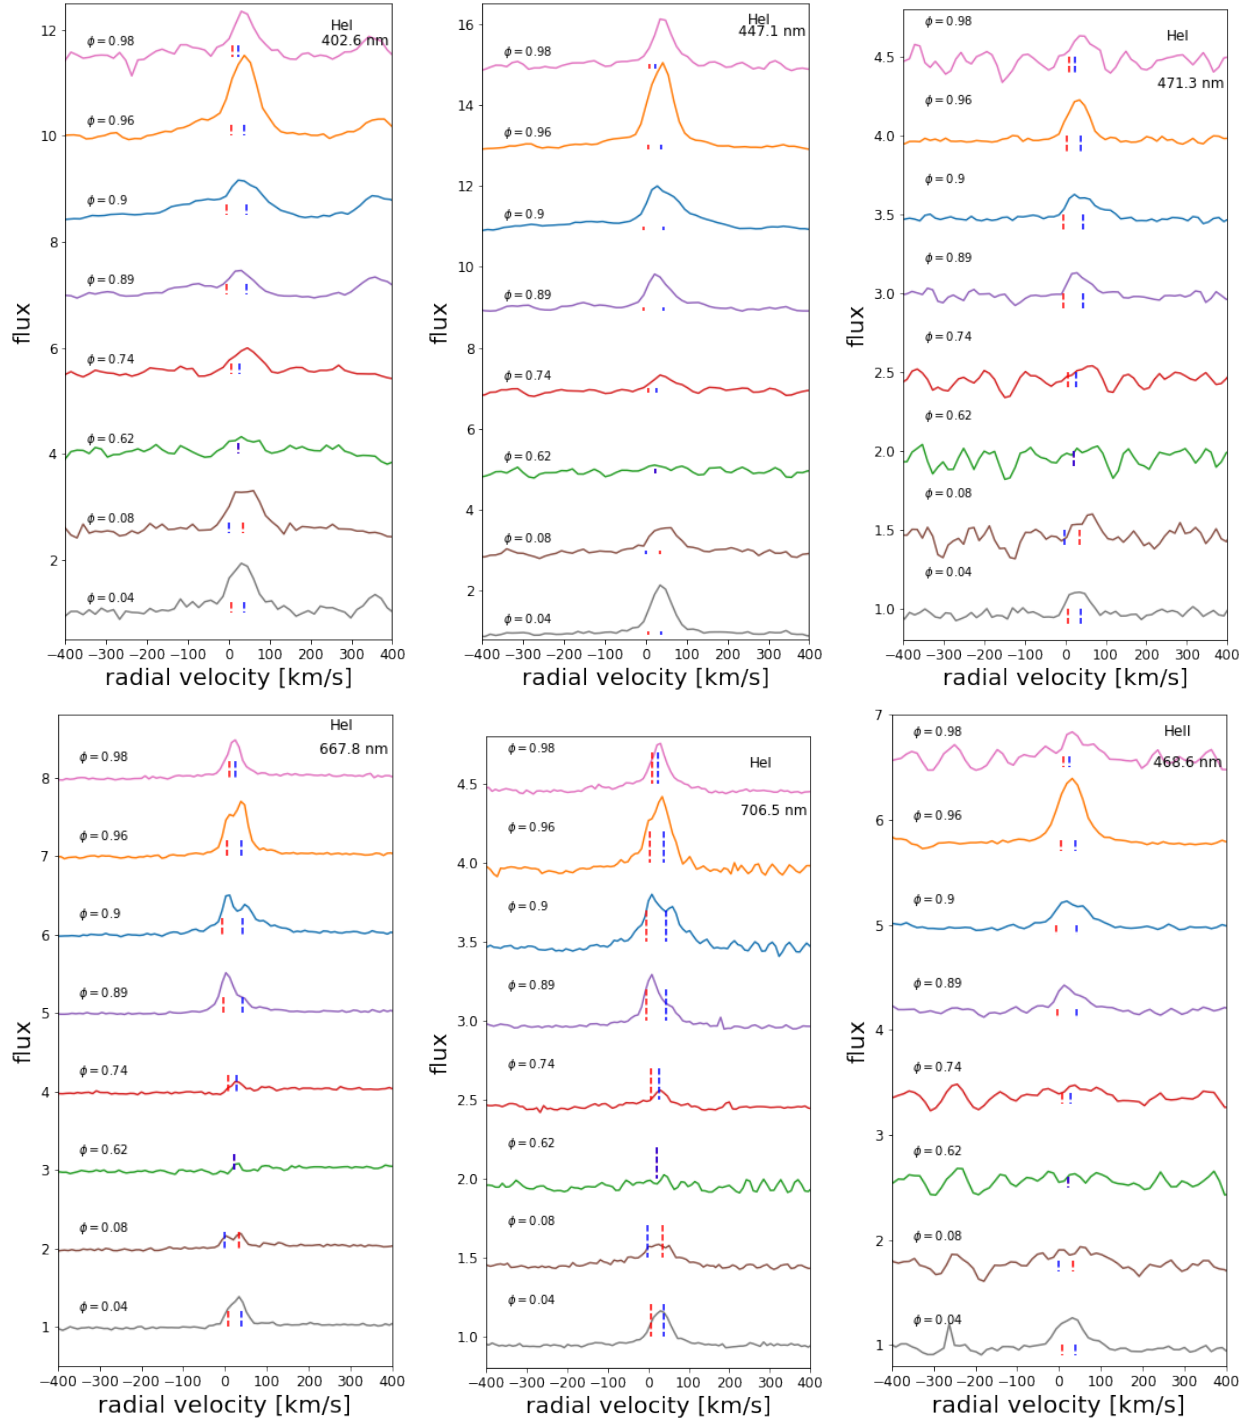 HeI
402.6 nm
ϕ = 0.98
ϕ = 0.96
ϕ = 0.9
ϕ = 0.89
ϕ = 0.74
ϕ = 0.62
ϕ = 0.08
ϕ = 0.04
12
10
8
6
4
2
flux
−400 −300 −200 −100 0 100 200 300 400
radial velocity [km/s]
HeI
447.1 nm
ϕ = 0.98
ϕ = 0.96
ϕ = 0.9
ϕ = 0.89
ϕ = 0.74
ϕ = 0.62
ϕ = 0.08
ϕ = 0.04
16
14
12
10
8
6
4
2
flux
−400 −300 −200 −100 0 100 200 300 400
radial velocity [km/s]
ϕ = 0.98
HeI
471.3 nm
ϕ = 0.96
ϕ = 0.9
ϕ = 0.89
ϕ = 0.74
ϕ = 0.62
ϕ = 0.08
ϕ = 0.04
4.5
4.0
3.5
3.0
2.5
2.0
1.5
1.0
flux
−400 −300 −200 −100 0 100 200 300 400
radial velocity [km/s]
HeI
667.8 nm
ϕ = 0.98
ϕ = 0.96
ϕ = 0.9
ϕ = 0.89
ϕ = 0.74
ϕ = 0.62
ϕ = 0.08
ϕ = 0.04
8
7
6
5
4
3
2
1
flux
−400 −300 −200 −100 0 100 200 300 400
radial velocity [km/s]
ϕ = 0.98
HeI
706.5 nm
ϕ = 0.96
ϕ = 0.9
ϕ = 0.89
ϕ = 0.74
ϕ = 0.62
ϕ = 0.08
ϕ = 0.04
4.5
4.0
3.5
3.0
2.5
2.0
1.5
1.0
flux
−400 −300 −200 −100 0 100 200 300 400
radial velocity [km/s]
HeII
468.6 nm
ϕ = 0.98
ϕ = 0.96
ϕ = 0.9
ϕ = 0.89
ϕ = 0.74
ϕ = 0.62
ϕ = 0.08
ϕ = 0.04
7
6
5
4
3
2
1
flux
−400 −300 −200 −100 0 100 200 300 400
radial velocity [km/s]